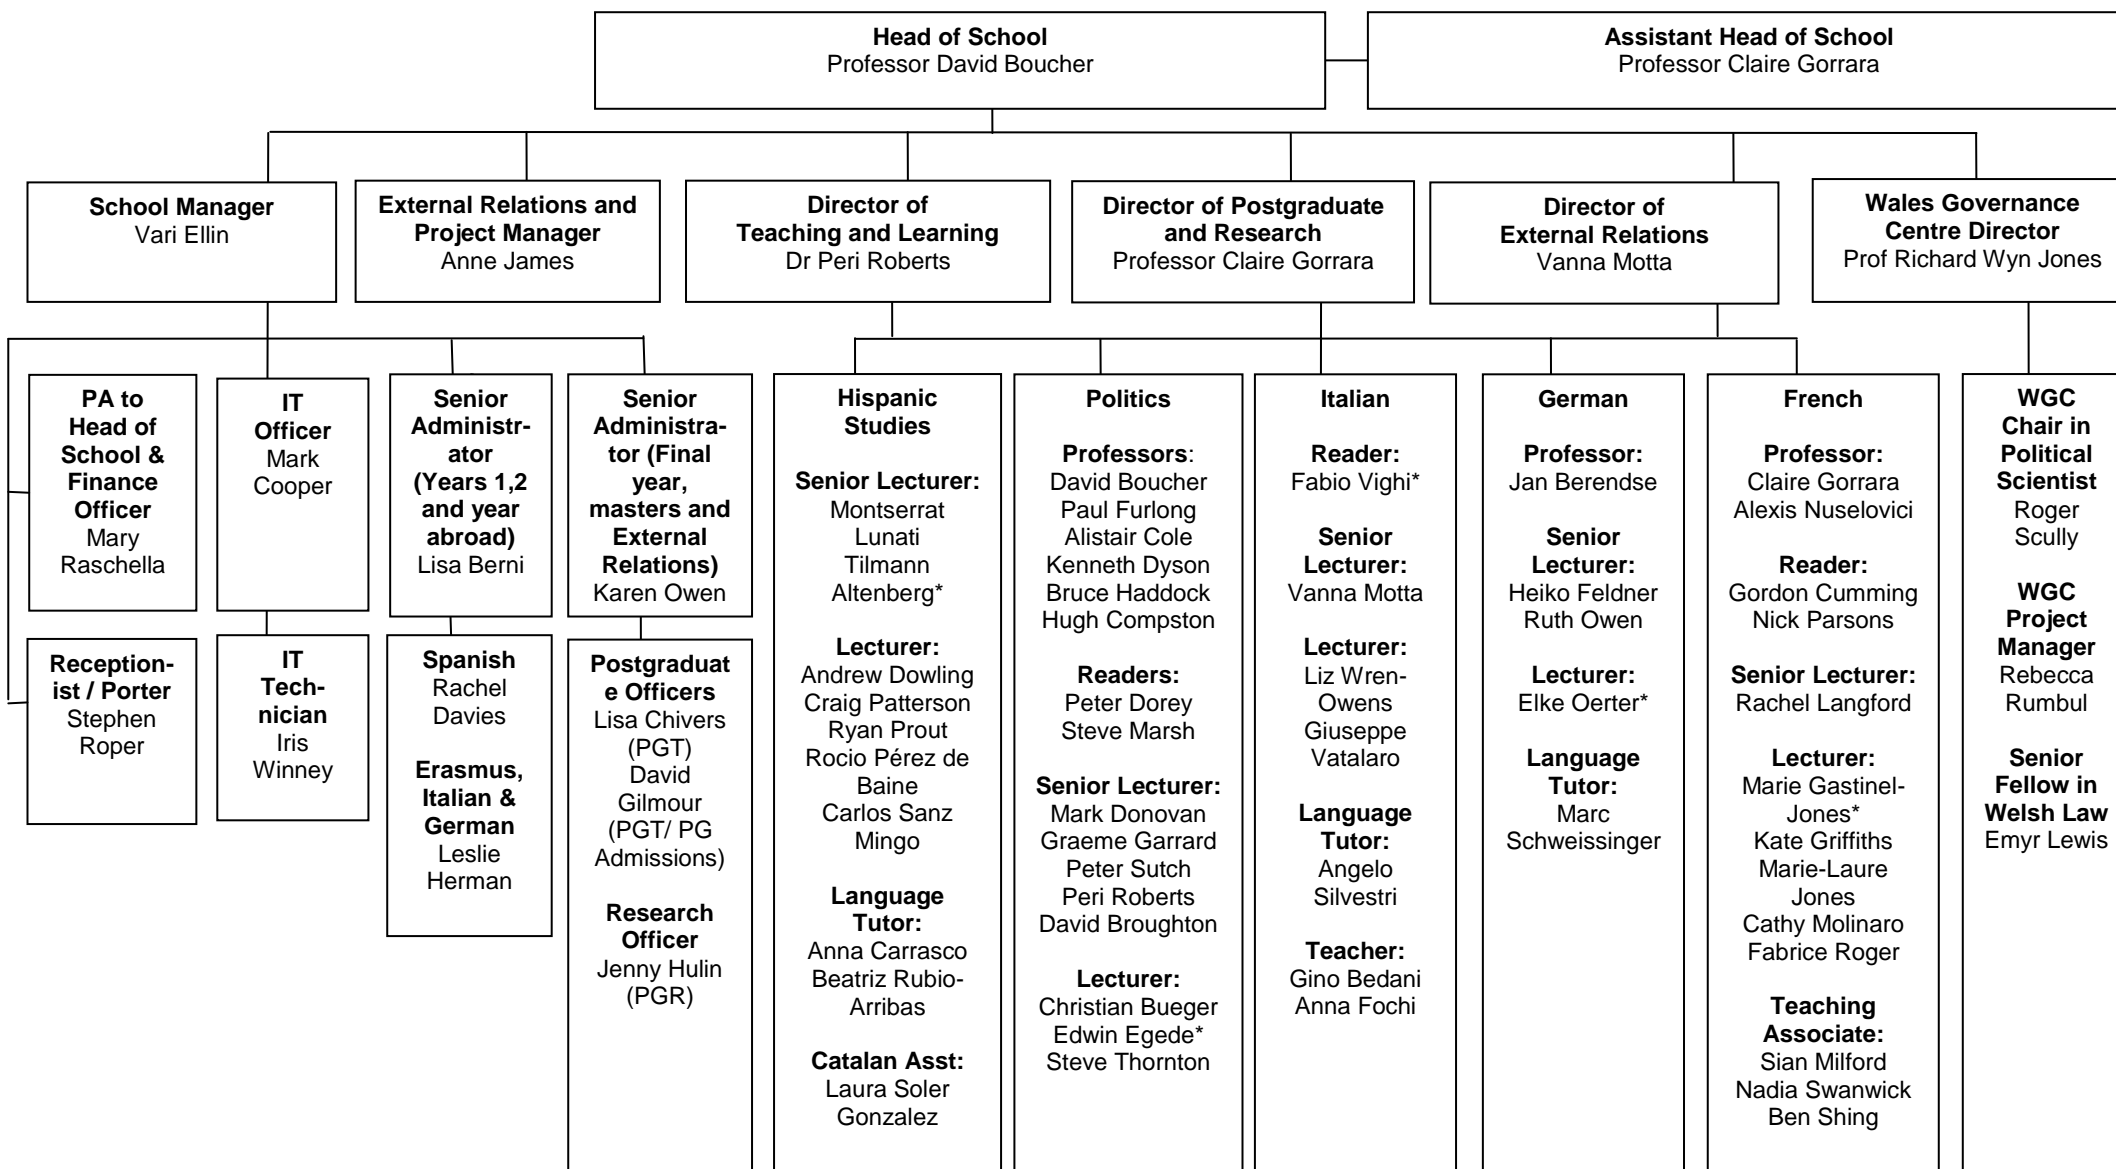 Head of School
Professor David Boucher
Assistant Head of School
Professor Claire Gorrara
School Manager
Vari Ellin
External Relations and
Project Manager
Anne James
Director of
Teaching and Learning
Dr Peri Roberts
Director of Postgraduate
and Research
Professor Claire Gorrara
Director of
External Relations
Vanna Motta
Wales Governance
Centre Director
Prof Richard Wyn Jones
PA to
Head of
School &
Finance
Officer
Mary
Raschella
IT
Officer
Mark
Cooper
Senior
Administr-
ator
(Years 1,2
and year
abroad)
Lisa Berni
Senior
Administra-
tor (Final
year,
masters and
External
Relations)
Karen Owen
Reception-
ist / Porter
Stephen
Roper
IT
Tech-
nician
Iris
Winney
Spanish
Rachel
Davies
Erasmus,
Italian &
German
Leslie
Herman
Postgraduat
e Officers
Lisa Chivers
(PGT)
David
Gilmour
(PGT/ PG
Admissions)
Research
Officer
Jenny Hulin
(PGR)
Hispanic
Studies
Senior Lecturer:
Montserrat
Lunati
Tilmann
Altenberg*
Lecturer:
Andrew Dowling
Craig Patterson
Ryan Prout
Rocio Pérez de
Baine
Carlos Sanz
Mingo
Language
Tutor:
Anna Carrasco
Beatriz Rubio-
Arribas
Catalan Asst:
Laura Soler
Gonzalez
Politics
Professors:
David Boucher
Paul Furlong
Alistair Cole
Kenneth Dyson
Bruce Haddock
Hugh Compston
Readers:
Peter Dorey
Steve Marsh
Senior Lecturer:
Mark Donovan
Graeme Garrard
Peter Sutch
Peri Roberts
David Broughton
Lecturer:
Christian Bueger
Edwin Egede*
Steve Thornton
Italian
Reader:
Fabio Vighi*
Senior
Lecturer:
Vanna Motta
Lecturer:
Liz Wren-
Owens
Giuseppe
Vatalaro
Language
Tutor:
Angelo
Silvestri
Teacher:
Gino Bedani
Anna Fochi
German
Professor:
Jan Berendse
Senior
Lecturer:
Heiko Feldner
Ruth Owen
Lecturer:
Elke Oerter*
Language
Tutor:
Marc
Schweissinger
French
Professor:
Claire Gorrara
Alexis Nuselovici
Reader:
Gordon Cumming
Nick Parsons
Senior Lecturer:
Rachel Langford
Lecturer:
Marie Gastinel-
Jones*
Kate Griffiths
Marie-Laure
Jones
Cathy Molinaro
Fabrice Roger
Teaching
Associate:
Sian Milford
Nadia Swanwick
Ben Shing
WGC
Chair in
Political
Scientist
Roger
Scully
WGC
Project
Manager
Rebecca
Rumbul
Senior
Fellow in
Welsh Law
Emyr Lewis